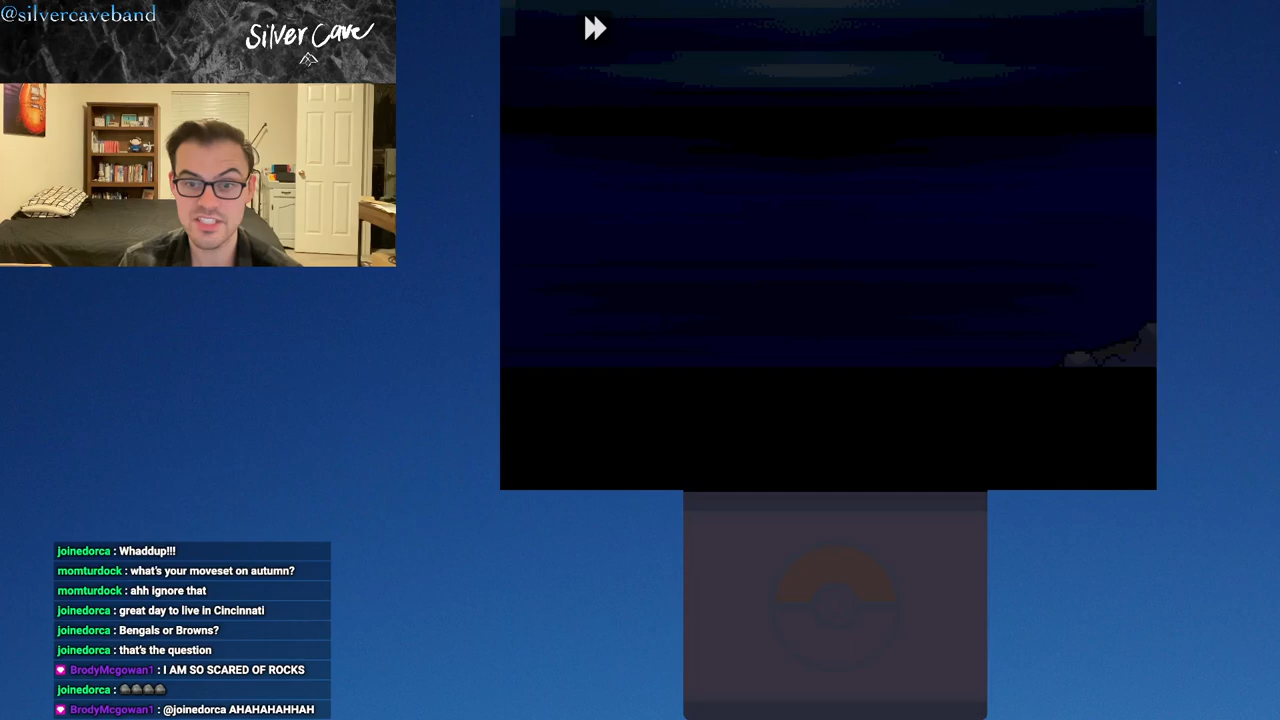 @silvercaveband
Silver Cave
joinedorca : Whaddup!!!
momturdock : what's your moveset on autumn?
momturdock : ahh ignore that
joinedorca : great day to live in Cincinnati
joinedorca : Bengals or Browns?
joinedorca : that's the question
BrodyMcgowan1 : I AM SO SCARED OF ROCKS
joinedorca : 🪨🪨🪨🪨
BrodyMcgowan1 : @joinedorca AHAHAHAHHAH